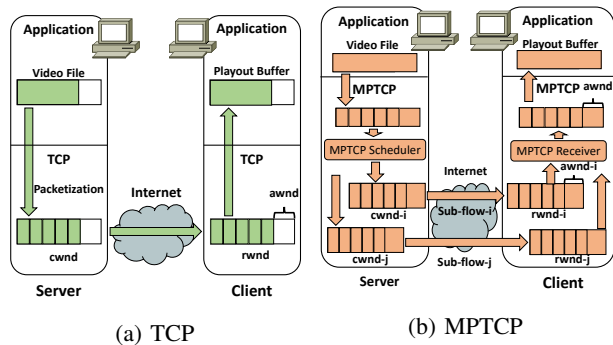 Application
Video File
TCP
Packetization
cwnd
Server
Internet
Application
Playout Buffer
TCP
awnd
rwnd
Client
(a) TCP
Application
Video File
MPTCP
MPTCP Scheduler
cwnd-i
cwnd-j
Server
Internet
Sub-flow-i
Sub-flow-j
Application
Playout Buffer
MPTCP
awnd
MPTCP Receiver
awnd-i
rwnd-i
rwnd-j
Client
(b) MPTCP